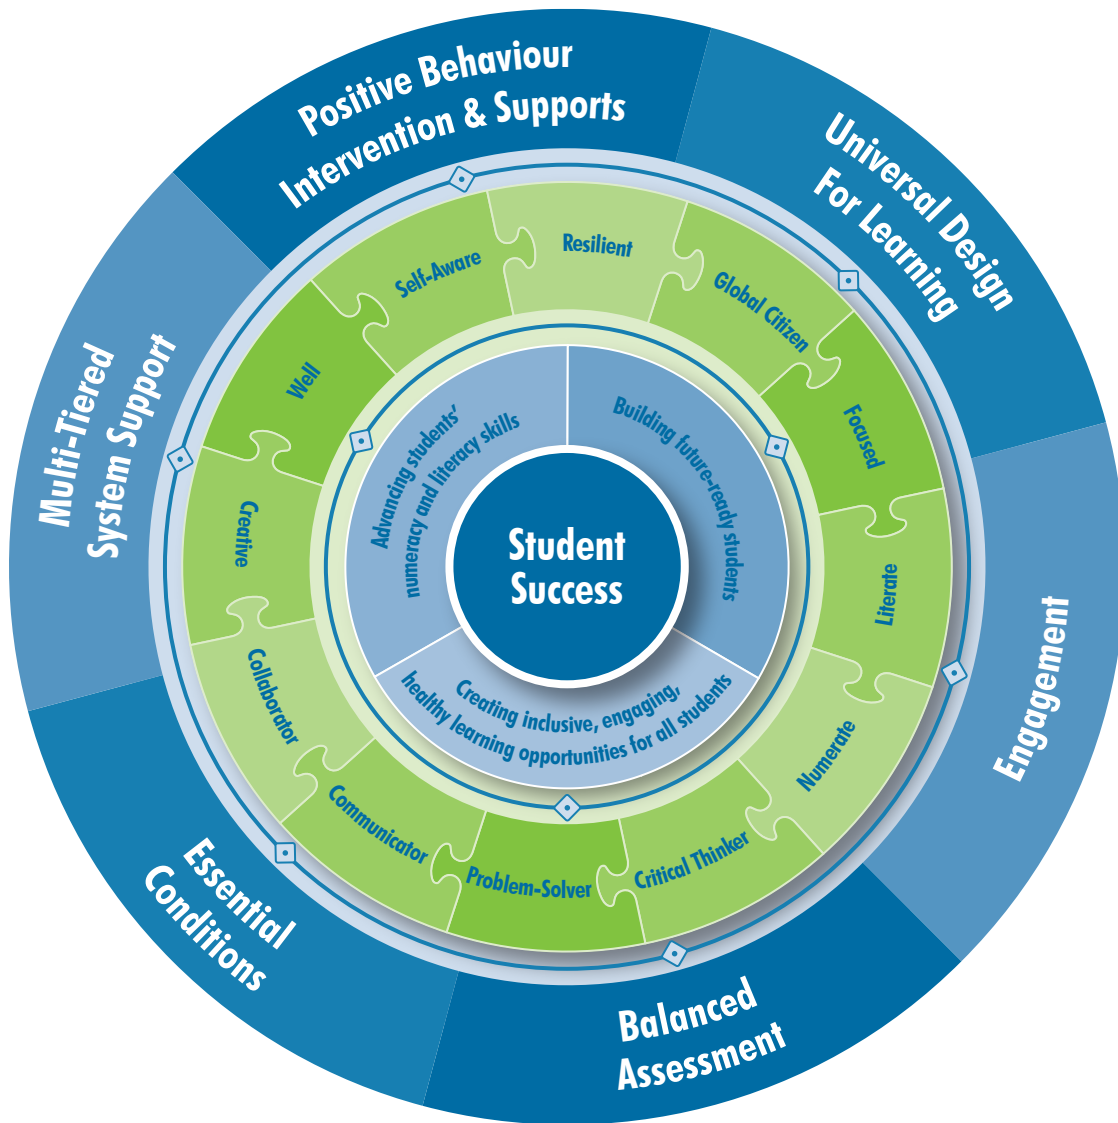 Positive Behaviour
Intervention & Supports
Universal Design
For Learning
Engagement
Balanced
Assessment
Essential
Conditions
Multi-Tiered
System Support
Resilient
Global Citizen
Focused
Literate
Numerate
Critical Thinker
Problem-Solver
Communicator
Collaborator
Creative
Well
Self-Aware
Advancing students'
numeracy and literacy skills
Building future-ready students
Creating inclusive, engaging,
healthy learning opportunities for all students
Student
Success